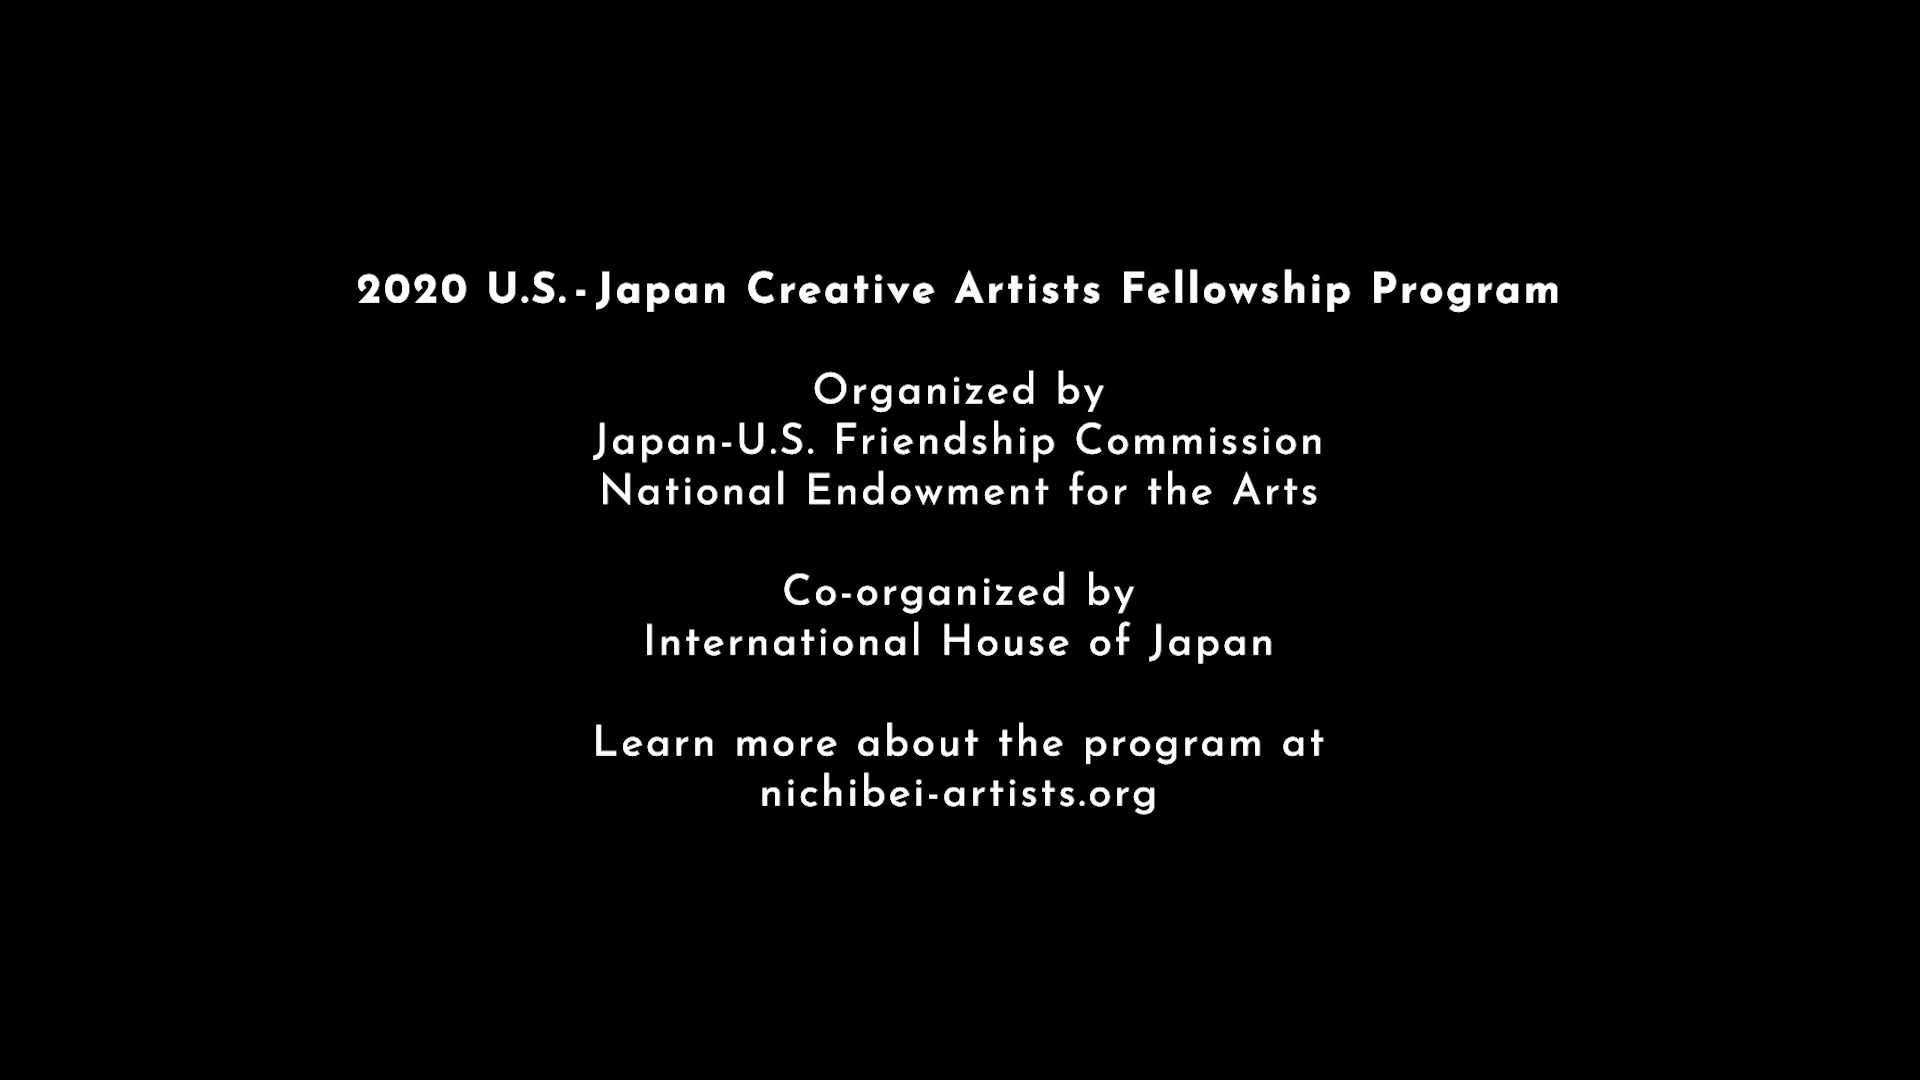 2020 U.S.-Japan Creative Artists Fellowship Program
Organized by
Japan-U.S. Friendship Commission
National Endowment for the Arts
Co-organized by
International House of Japan
Learn more about the program at
nichibei-artists.org